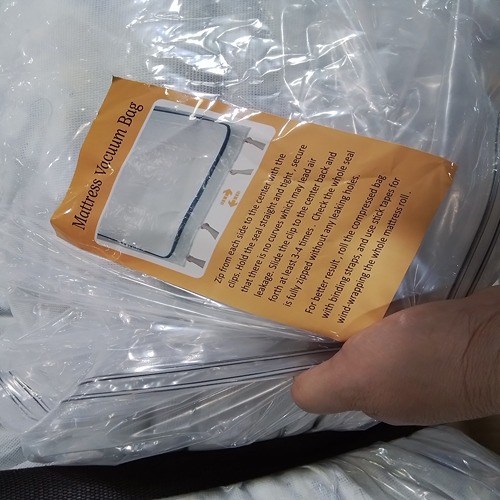 Mattress Vacuum Bag
Zip from each side to the center with the
clips. Hold the seal straight and tight , secure
that there is no curves which may lead air
leakage. Slide the clip to the center back and
forth at least 3-4 times . Check the whole seal
is fully zipped without any leaking holes.
For better result , roll the compressed bag
with binding straps, and use stick tapes for
wind-wrapping the whole mattress roll .